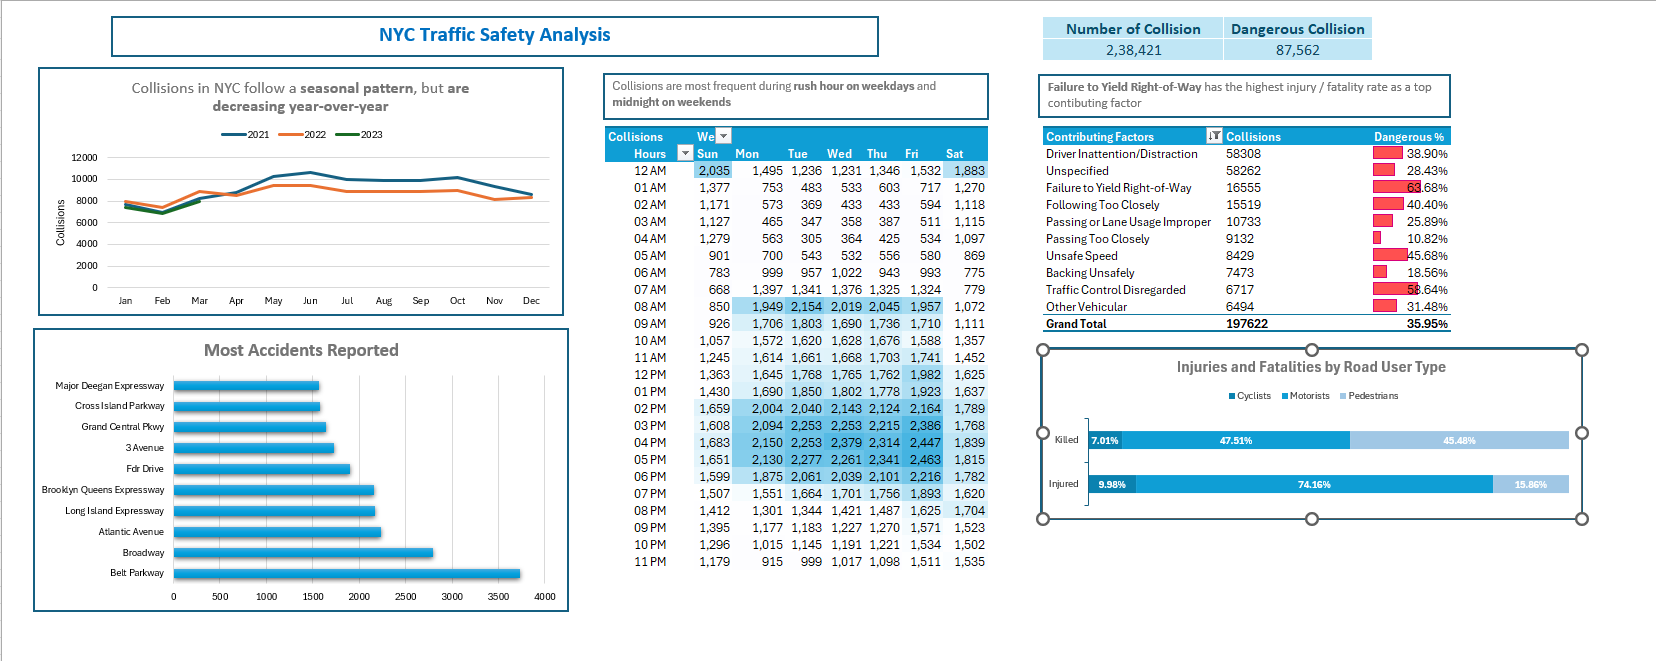 NYC Traffic Safety Analysis
Number of Collision Dangerous Collision
2,38,421 87,562
Collisions in NYC follow a seasonal pattern, but are
decreasing year-over-year
2021 2022 2023
12000
10000
8000
6000
4000
2000
0
Collisions
Jan Feb Mar Apr May Jun Jul Aug Sep Oct Nov Dec
Most Accidents Reported
Major Deegan Expressway
Cross Island Parkway
Grand Central Pkwy
3 Avenue
Fdr Drive
Brooklyn Queens Expressway
Long Island Expressway
Atlantic Avenue
Broadway
Belt Parkway
0 500 1000 1500 2000 2500 3000 3500 4000
Collisions are most frequent during rush hour on weekdays and
midnight on weekends
Collisions We
Hours Sun Mon Tue Wed Thu Fri Sat
12 AM 2,035 1,495 1,236 1,231 1,346 1,532 1,883
01 AM 1,377 753 483 533 603 717 1,270
02 AM 1,171 573 369 433 433 594 1,118
03 AM 1,127 465 347 358 387 511 1,115
04 AM 1,279 563 305 364 425 534 1,097
05 AM 901 700 543 532 556 580 869
06 AM 783 999 957 1,022 943 993 775
07 AM 668 1,397 1,341 1,376 1,325 1,324 779
08 AM 850 1,949 2,154 2,019 2,045 1,957 1,072
09 AM 926 1,706 1,803 1,690 1,736 1,710 1,111
10 AM 1,057 1,572 1,620 1,628 1,676 1,588 1,357
11 AM 1,245 1,614 1,661 1,668 1,703 1,741 1,452
12 PM 1,363 1,645 1,768 1,765 1,762 1,982 1,625
01 PM 1,430 1,690 1,850 1,802 1,778 1,923 1,637
02 PM 1,659 2,004 2,040 2,143 2,124 2,164 1,789
03 PM 1,608 2,094 2,253 2,253 2,215 2,386 1,768
04 PM 1,683 2,150 2,253 2,379 2,314 2,447 1,839
05 PM 1,651 2,130 2,277 2,261 2,341 2,463 1,815
06 PM 1,599 1,875 2,061 2,039 2,101 2,216 1,782
07 PM 1,507 1,551 1,664 1,701 1,756 1,893 1,620
08 PM 1,412 1,301 1,344 1,421 1,487 1,625 1,704
09 PM 1,395 1,177 1,183 1,227 1,270 1,571 1,523
10 PM 1,296 1,015 1,145 1,191 1,221 1,534 1,502
11 PM 1,179 915 999 1,017 1,098 1,511 1,535
Failure to Yield Right-of-Way has the highest injury / fatality rate as a top
contibuting factor
Contributing Factors Collisions Dangerous %
Driver Inattention/Distraction 58308 38.90%
Unspecified 58262 28.43%
Failure to Yield Right-of-Way 16555 63.68%
Following Too Closely 15519 40.40%
Passing or Lane Usage Improper 10733 25.89%
Passing Too Closely 9132 10.82%
Unsafe Speed 8429 45.68%
Backing Unsafely 7473 18.56%
Traffic Control Disregarded 6717 58.64%
Other Vehicular 6494 31.48%
Grand Total 197622 35.95%
Injuries and Fatalities by Road User Type
Cyclists Motorists Pedestrians
Killed 7.01% 47.51% 45.48%
Injured 9.98% 74.16% 15.86%